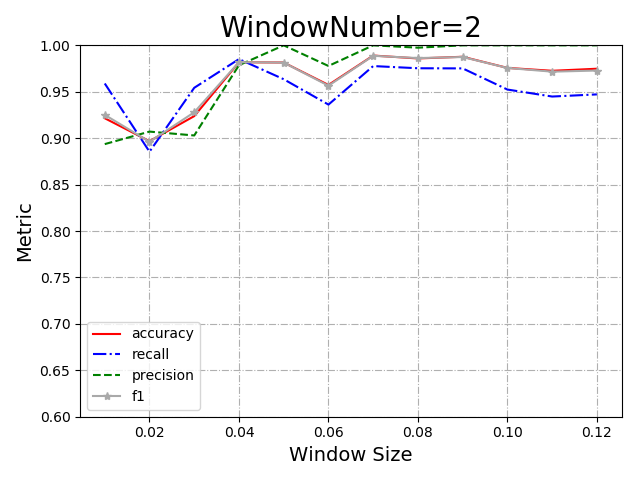 WindowNumber=2
1.00
0.95
0.90
0.85
0.80
0.75
0.70
0.65
0.60
Metric
accuracy
recall
precision
f1
0.02 0.04 0.06 0.08 0.10 0.12
Window Size